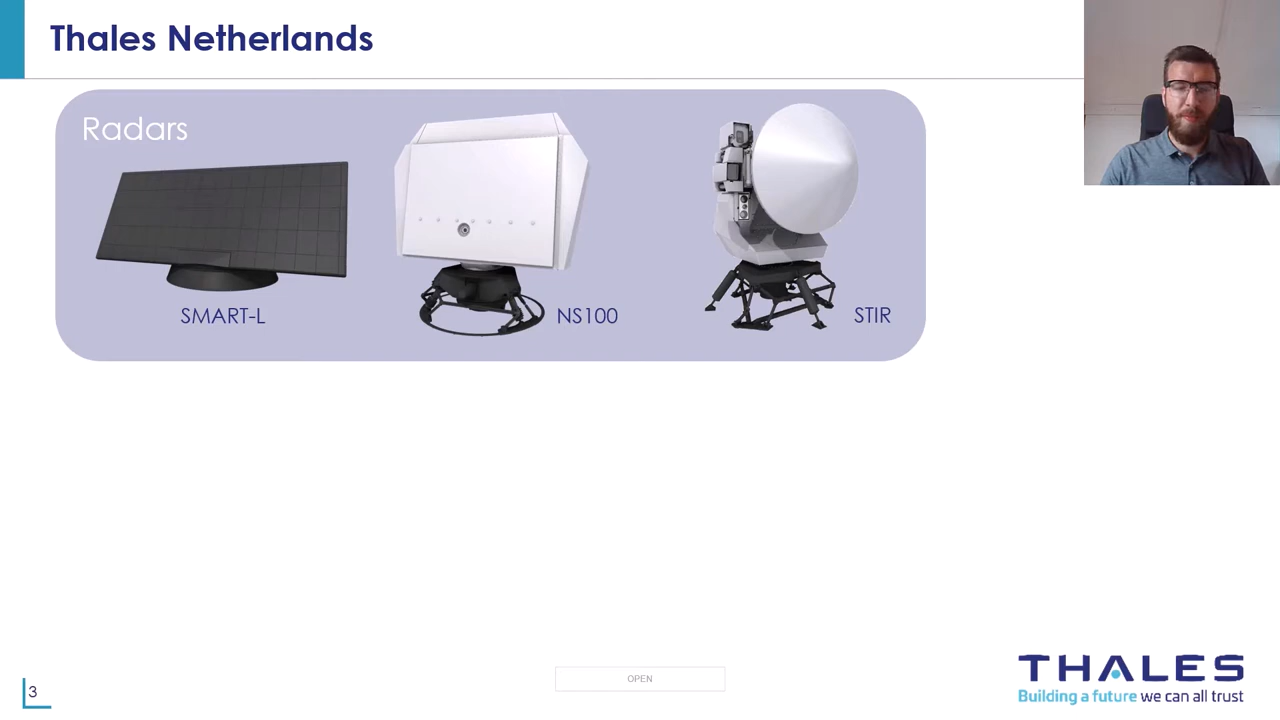 Thales Netherlands
Radars
SMART-L
NS100
STIR
3
OPEN
THALES
Building a future we can all trust